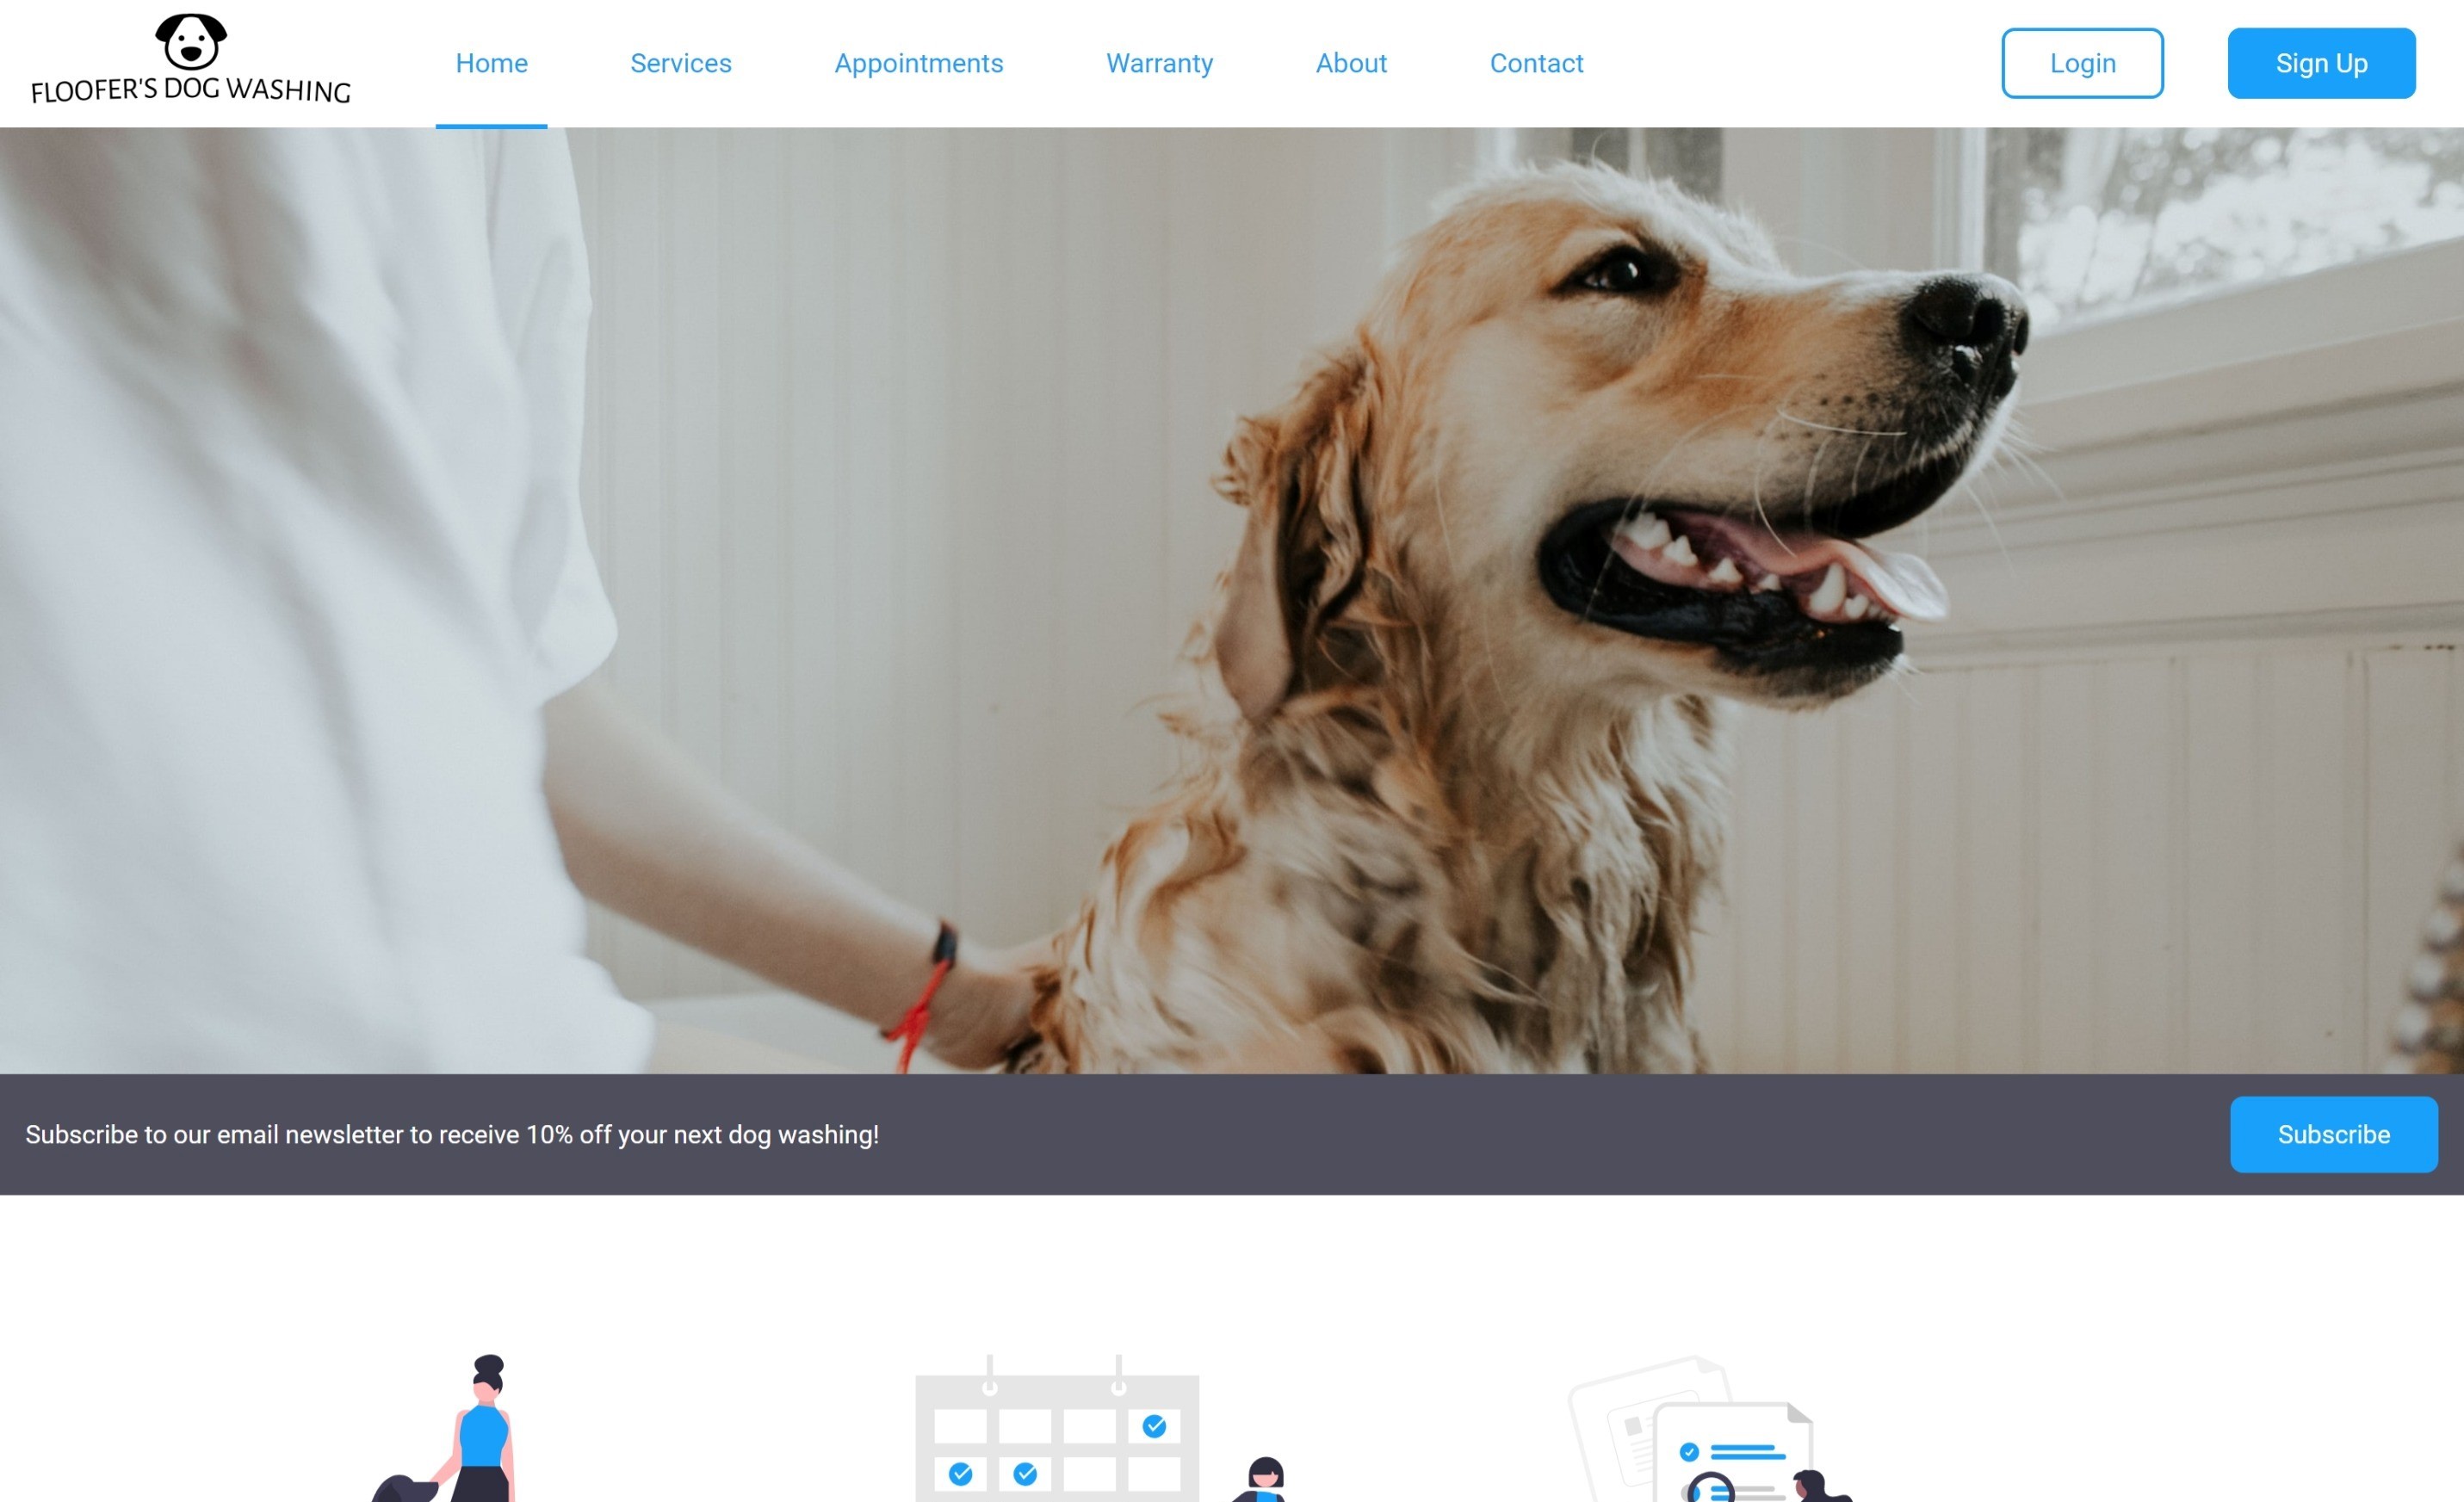 FLOOFER'S DOG WASHING
Home Services Appointments Warranty About Contact Login Sign Up
Subscribe to our email newsletter to receive 10% off your next dog washing! Subscribe